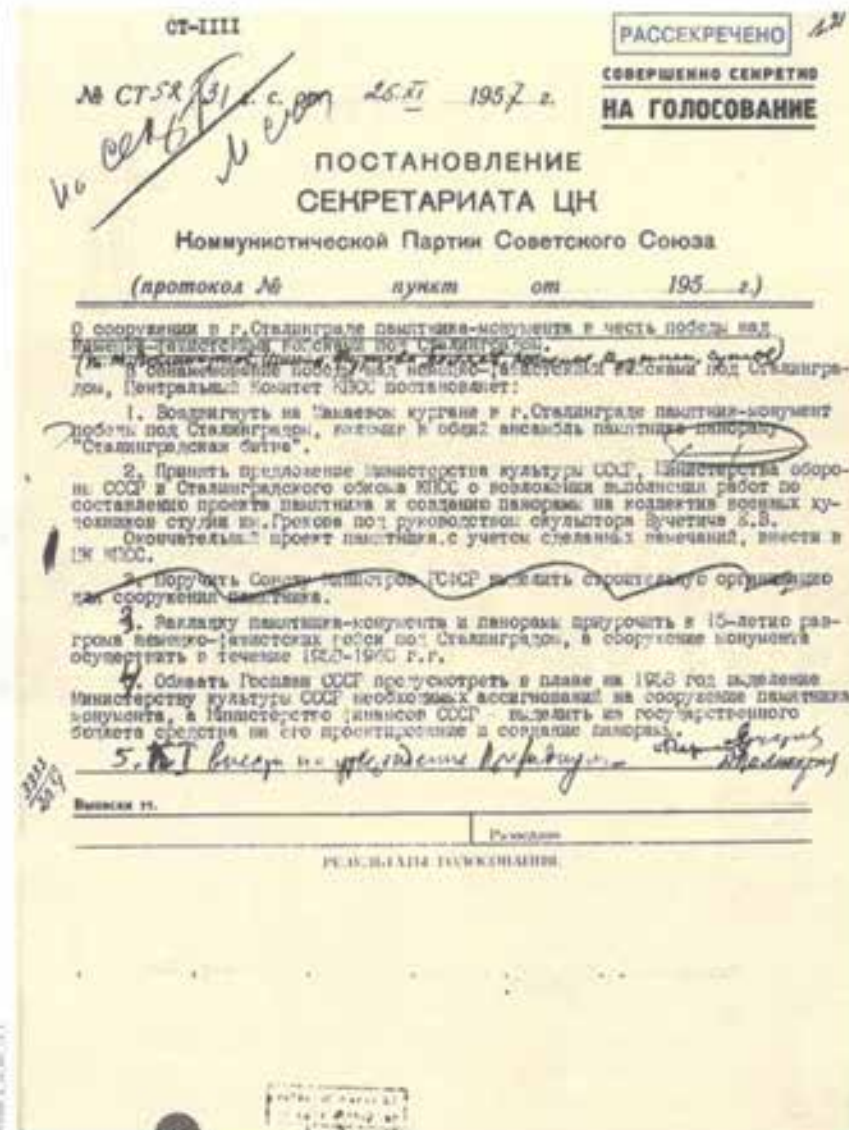 СТ-IIII
РАССЕКРЕЧЕНО
СОВЕРШЕННО СЕКРЕТНО
№ СТ 52/31 с. от 26.XI 1957 г.
НА ГОЛОСОВАНИЕ
ПОСТАНОВЛЕНИЕ
СЕКРЕТАРИАТА ЦК
Коммунистической Партии Советского Союза
(протокол № пункт от 195 г.)
О сооружении в г.Сталинграде памятника-монумента в честь победы над
немецко-фашистскими войсками под Сталинградом.
В ознаменование победы над немецко-фашистскими войсками под Сталингра-
дом, Центральный Комитет КПСС постановляет:
1. Воздвигнуть на Мамаевом кургане в г.Сталинграде памятник-монумент
победы под Сталинградом, в общий ансамбль памятника панораму
"Сталинградская битва".
2. Принять предложение Министерства культуры СССР, Министерства оборо-
ны СССР и Сталинградского обкома КПСС о возложении выполнения работ по
составлению проекта памятника и созданию панорамы на коллектив военных ху-
дожников студии им.Грекова под руководством скульптора Вучетича Е.В.
Окончательный проект памятника, с учетом сделанных замечаний, внести в
ЦК КПСС.
3. Поручить Совету Министров РСФСР выделить строительную организацию
для сооружения памятника.
3. Закладку памятника-монумента и панорамы приурочить к 15-летию раз-
грома немецко-фашистских войск под Сталинградом, а сооружение монумента
осуществить в течение г.г.
4. Обязать Госплан СССР предусмотреть в плане на 1958 год выделение
Министерству культуры СССР необходимых ассигнований на сооружение памятника
монумента, а Министерство финансов СССР - выделить из государственного
бюджета средства на его проектирование и создание панорамы.
5.
Выписки тт.
Разослано
РЕЗУЛЬТАТЫ ГОЛОСОВАНИЯ